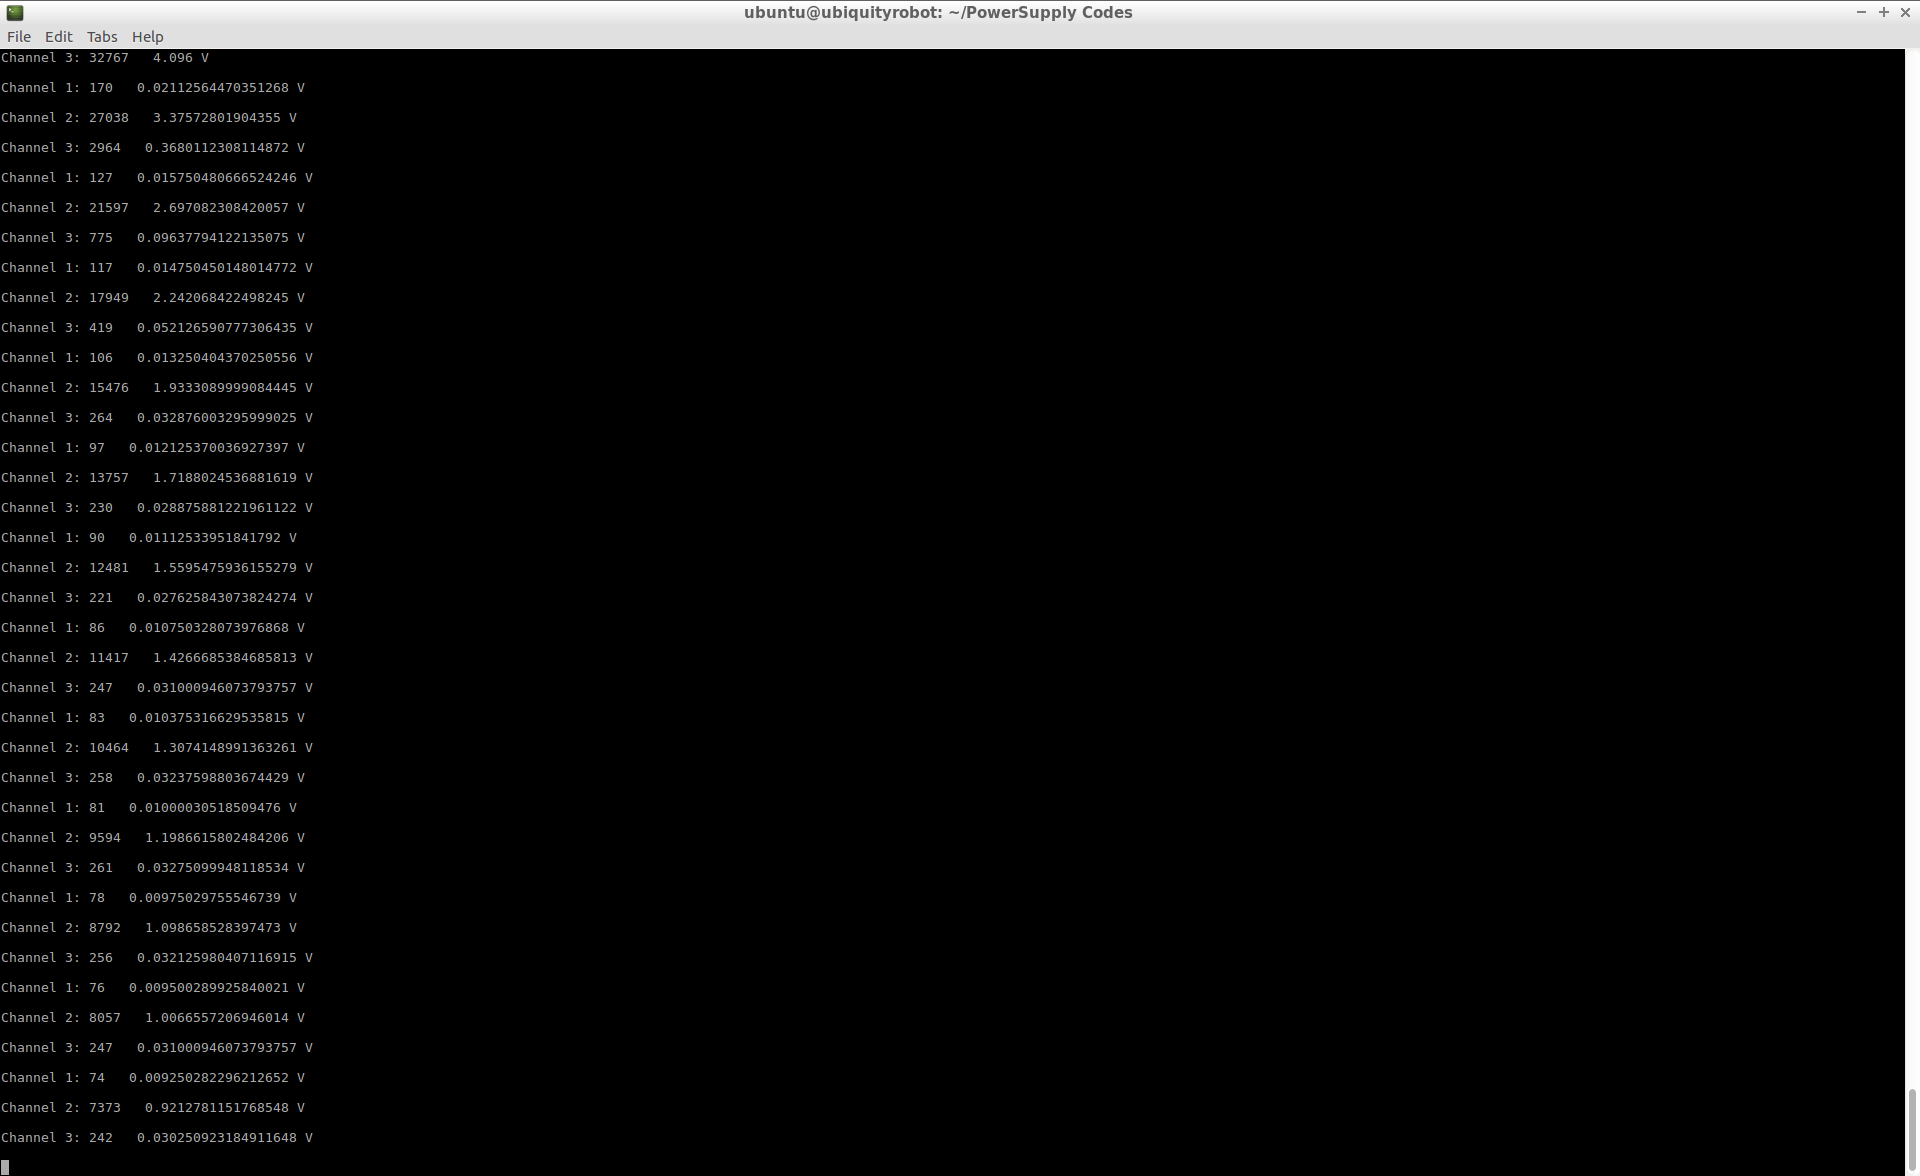 ubuntu@ubiquityrobot: ~/PowerSupply Codes
File Edit Tabs Help
Channel 3: 32767   4.096 V
Channel 1: 170   0.02112564470351268 V
Channel 2: 27038   3.37572801904355 V
Channel 3: 2964   0.3680112308114872 V
Channel 1: 127   0.015750480666524246 V
Channel 2: 21597   2.697082308420057 V
Channel 3: 775   0.09637794122135075 V
Channel 1: 117   0.014750450148014772 V
Channel 2: 17949   2.242068422498245 V
Channel 3: 419   0.052126590777306435 V
Channel 1: 106   0.013250404370250556 V
Channel 2: 15476   1.9333089999084445 V
Channel 3: 264   0.032876003295999025 V
Channel 1: 97   0.012125370036927397 V
Channel 2: 13757   1.7188024536881619 V
Channel 3: 230   0.028875881221961122 V
Channel 1: 90   0.01112533951841792 V
Channel 2: 12481   1.5595475936155279 V
Channel 3: 221   0.027625843073824274 V
Channel 1: 86   0.010750328073976868 V
Channel 2: 11417   1.4266685384685813 V
Channel 3: 247   0.031000946073793757 V
Channel 1: 83   0.010375316629535815 V
Channel 2: 10464   1.3074148991363261 V
Channel 3: 258   0.03237598803674429 V
Channel 1: 81   0.01000030518509476 V
Channel 2: 9594   1.1986615802484206 V
Channel 3: 261   0.03275099948118534 V
Channel 1: 78   0.00975029755546739 V
Channel 2: 8792   1.098658528397473 V
Channel 3: 256   0.032125980407116915 V
Channel 1: 76   0.009500289925840021 V
Channel 2: 8057   1.0066557206946014 V
Channel 3: 247   0.031000946073793757 V
Channel 1: 74   0.009250282296212652 V
Channel 2: 7373   0.9212781151768548 V
Channel 3: 242   0.030250923184911648 V